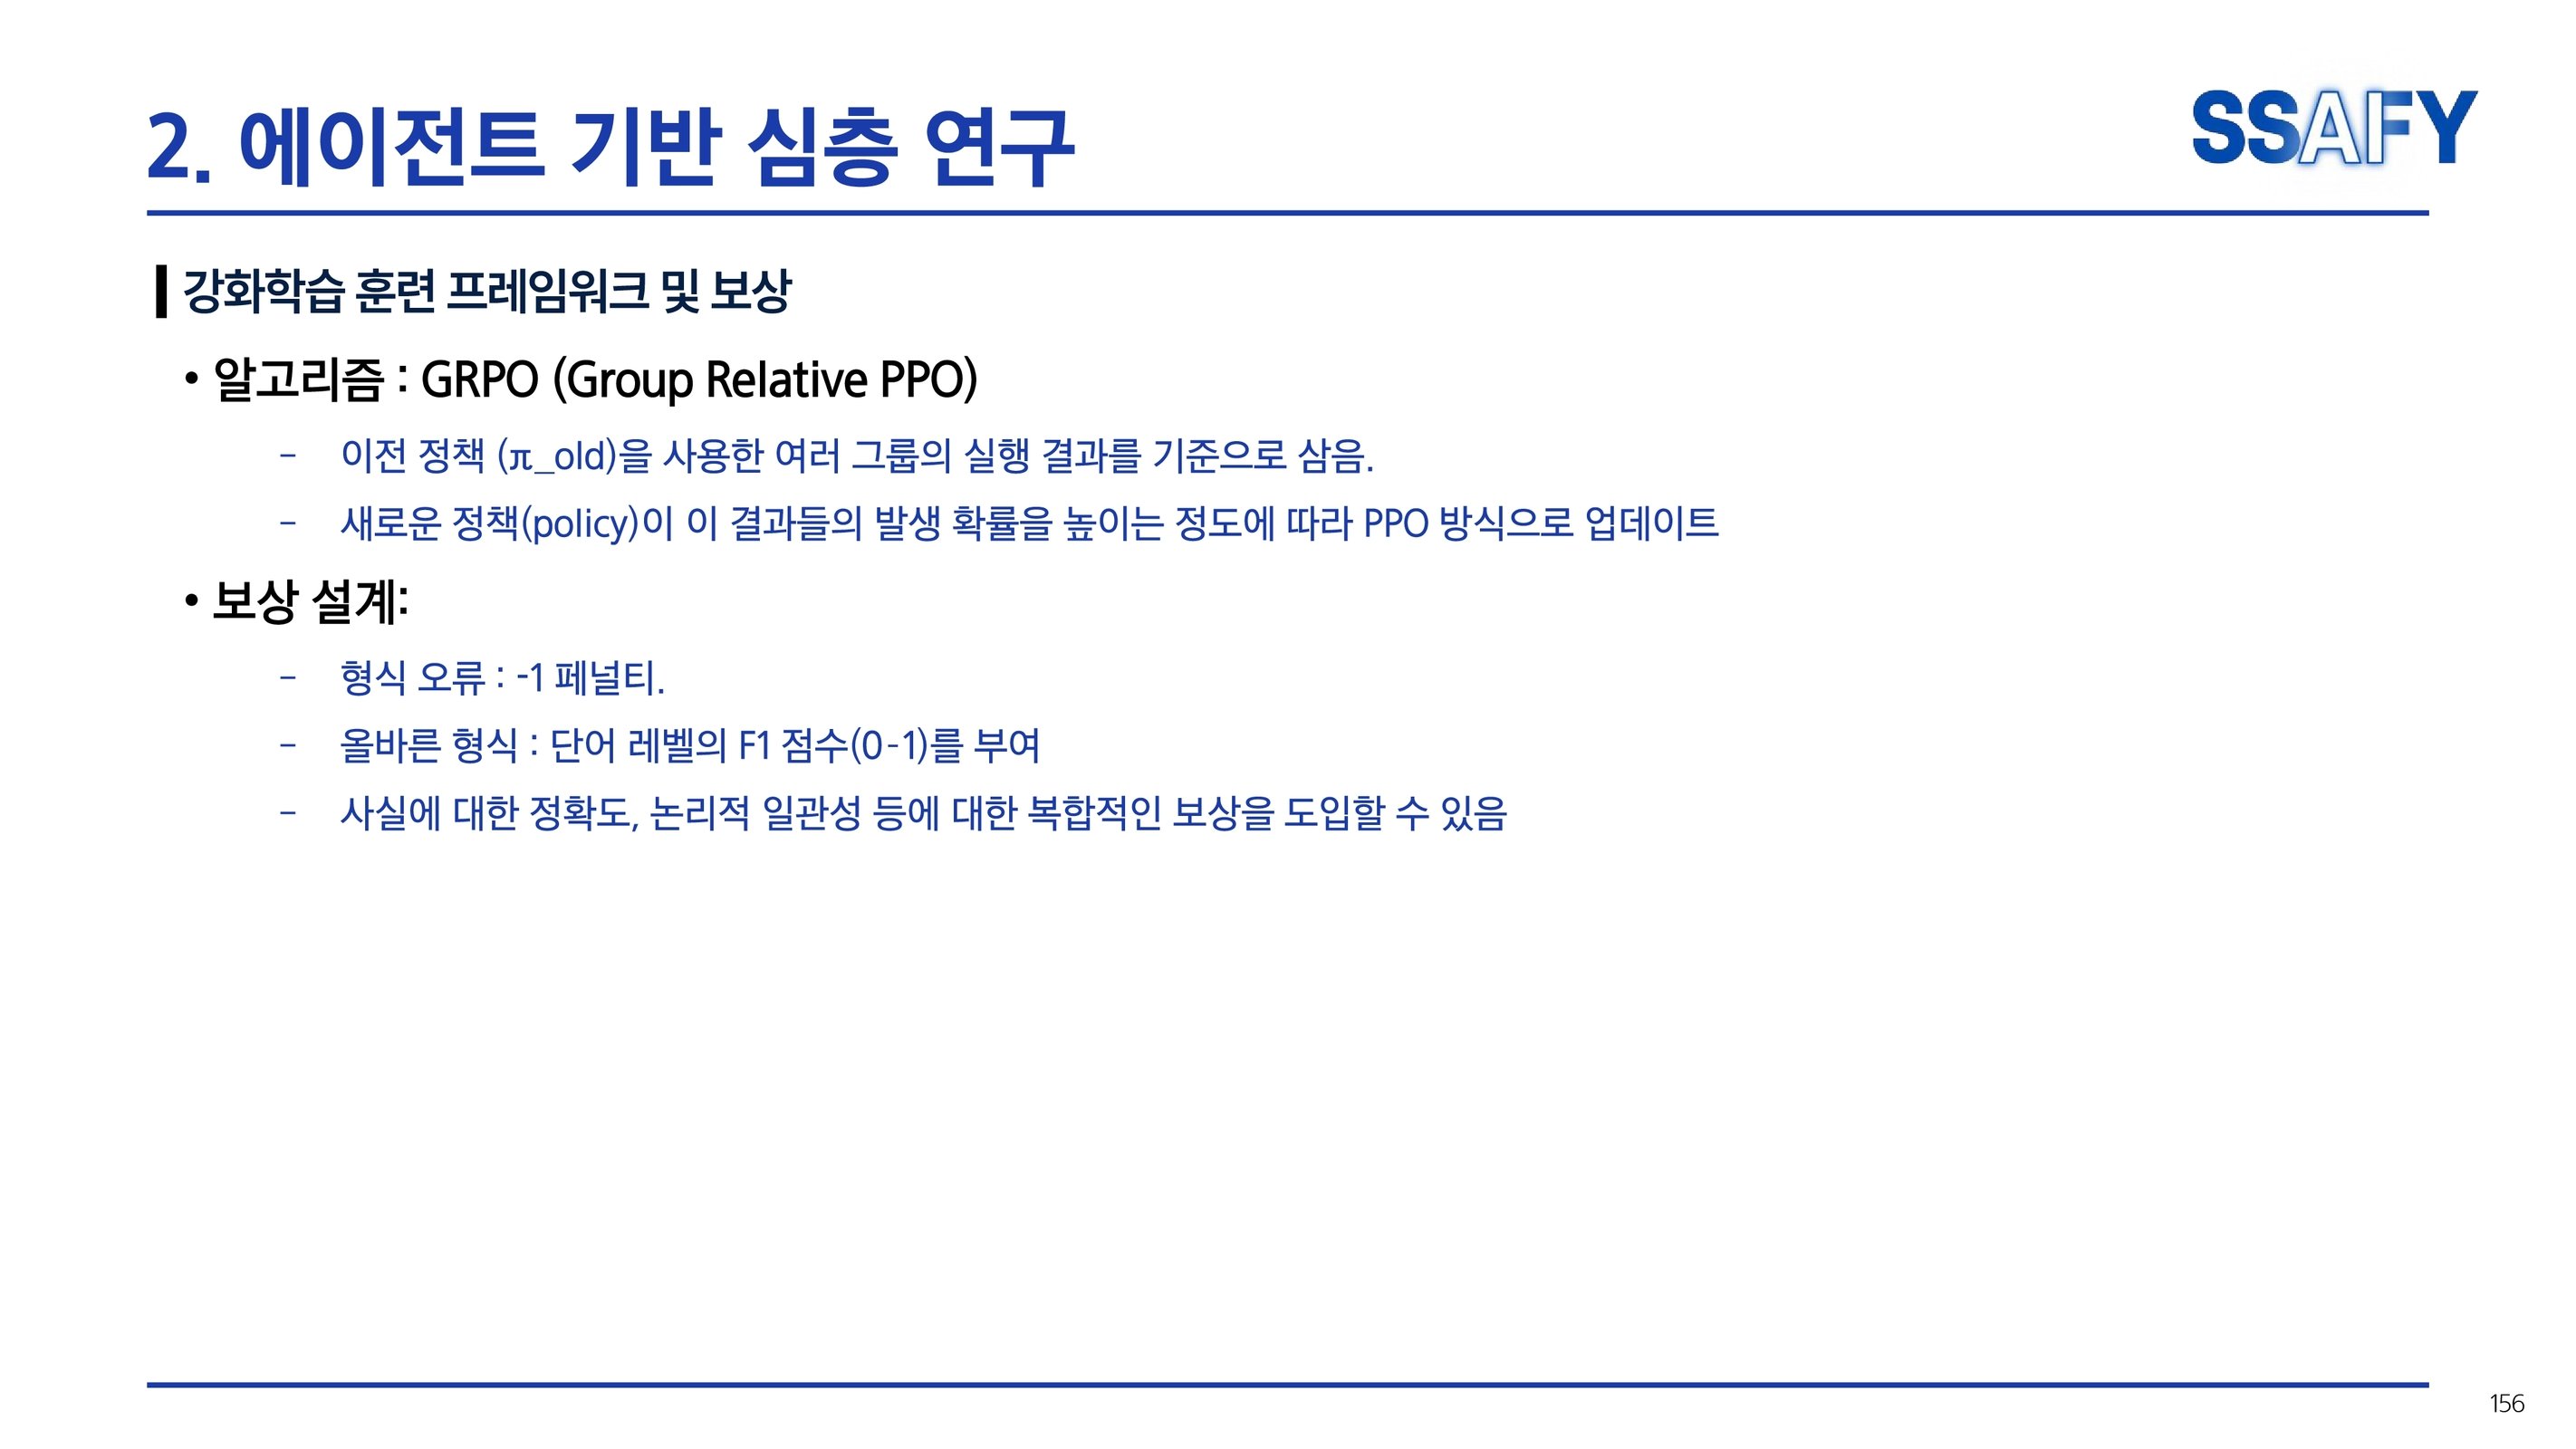 2. 에이전트 기반 심층 연구
SSAFY
강화학습 훈련 프레임워크 및 보상
• 알고리즘 : GRPO (Group Relative PPO)
– 이전 정책 (π_old)을 사용한 여러 그룹의 실행 결과를 기준으로 삼음.
– 새로운 정책(policy)이 이 결과들의 발생 확률을 높이는 정도에 따라 PPO 방식으로 업데이트
• 보상 설계:
– 형식 오류 : -1 페널티.
– 올바른 형식 : 단어 레벨의 F1 점수(0-1)를 부여
– 사실에 대한 정확도, 논리적 일관성 등에 대한 복합적인 보상을 도입할 수 있음
156